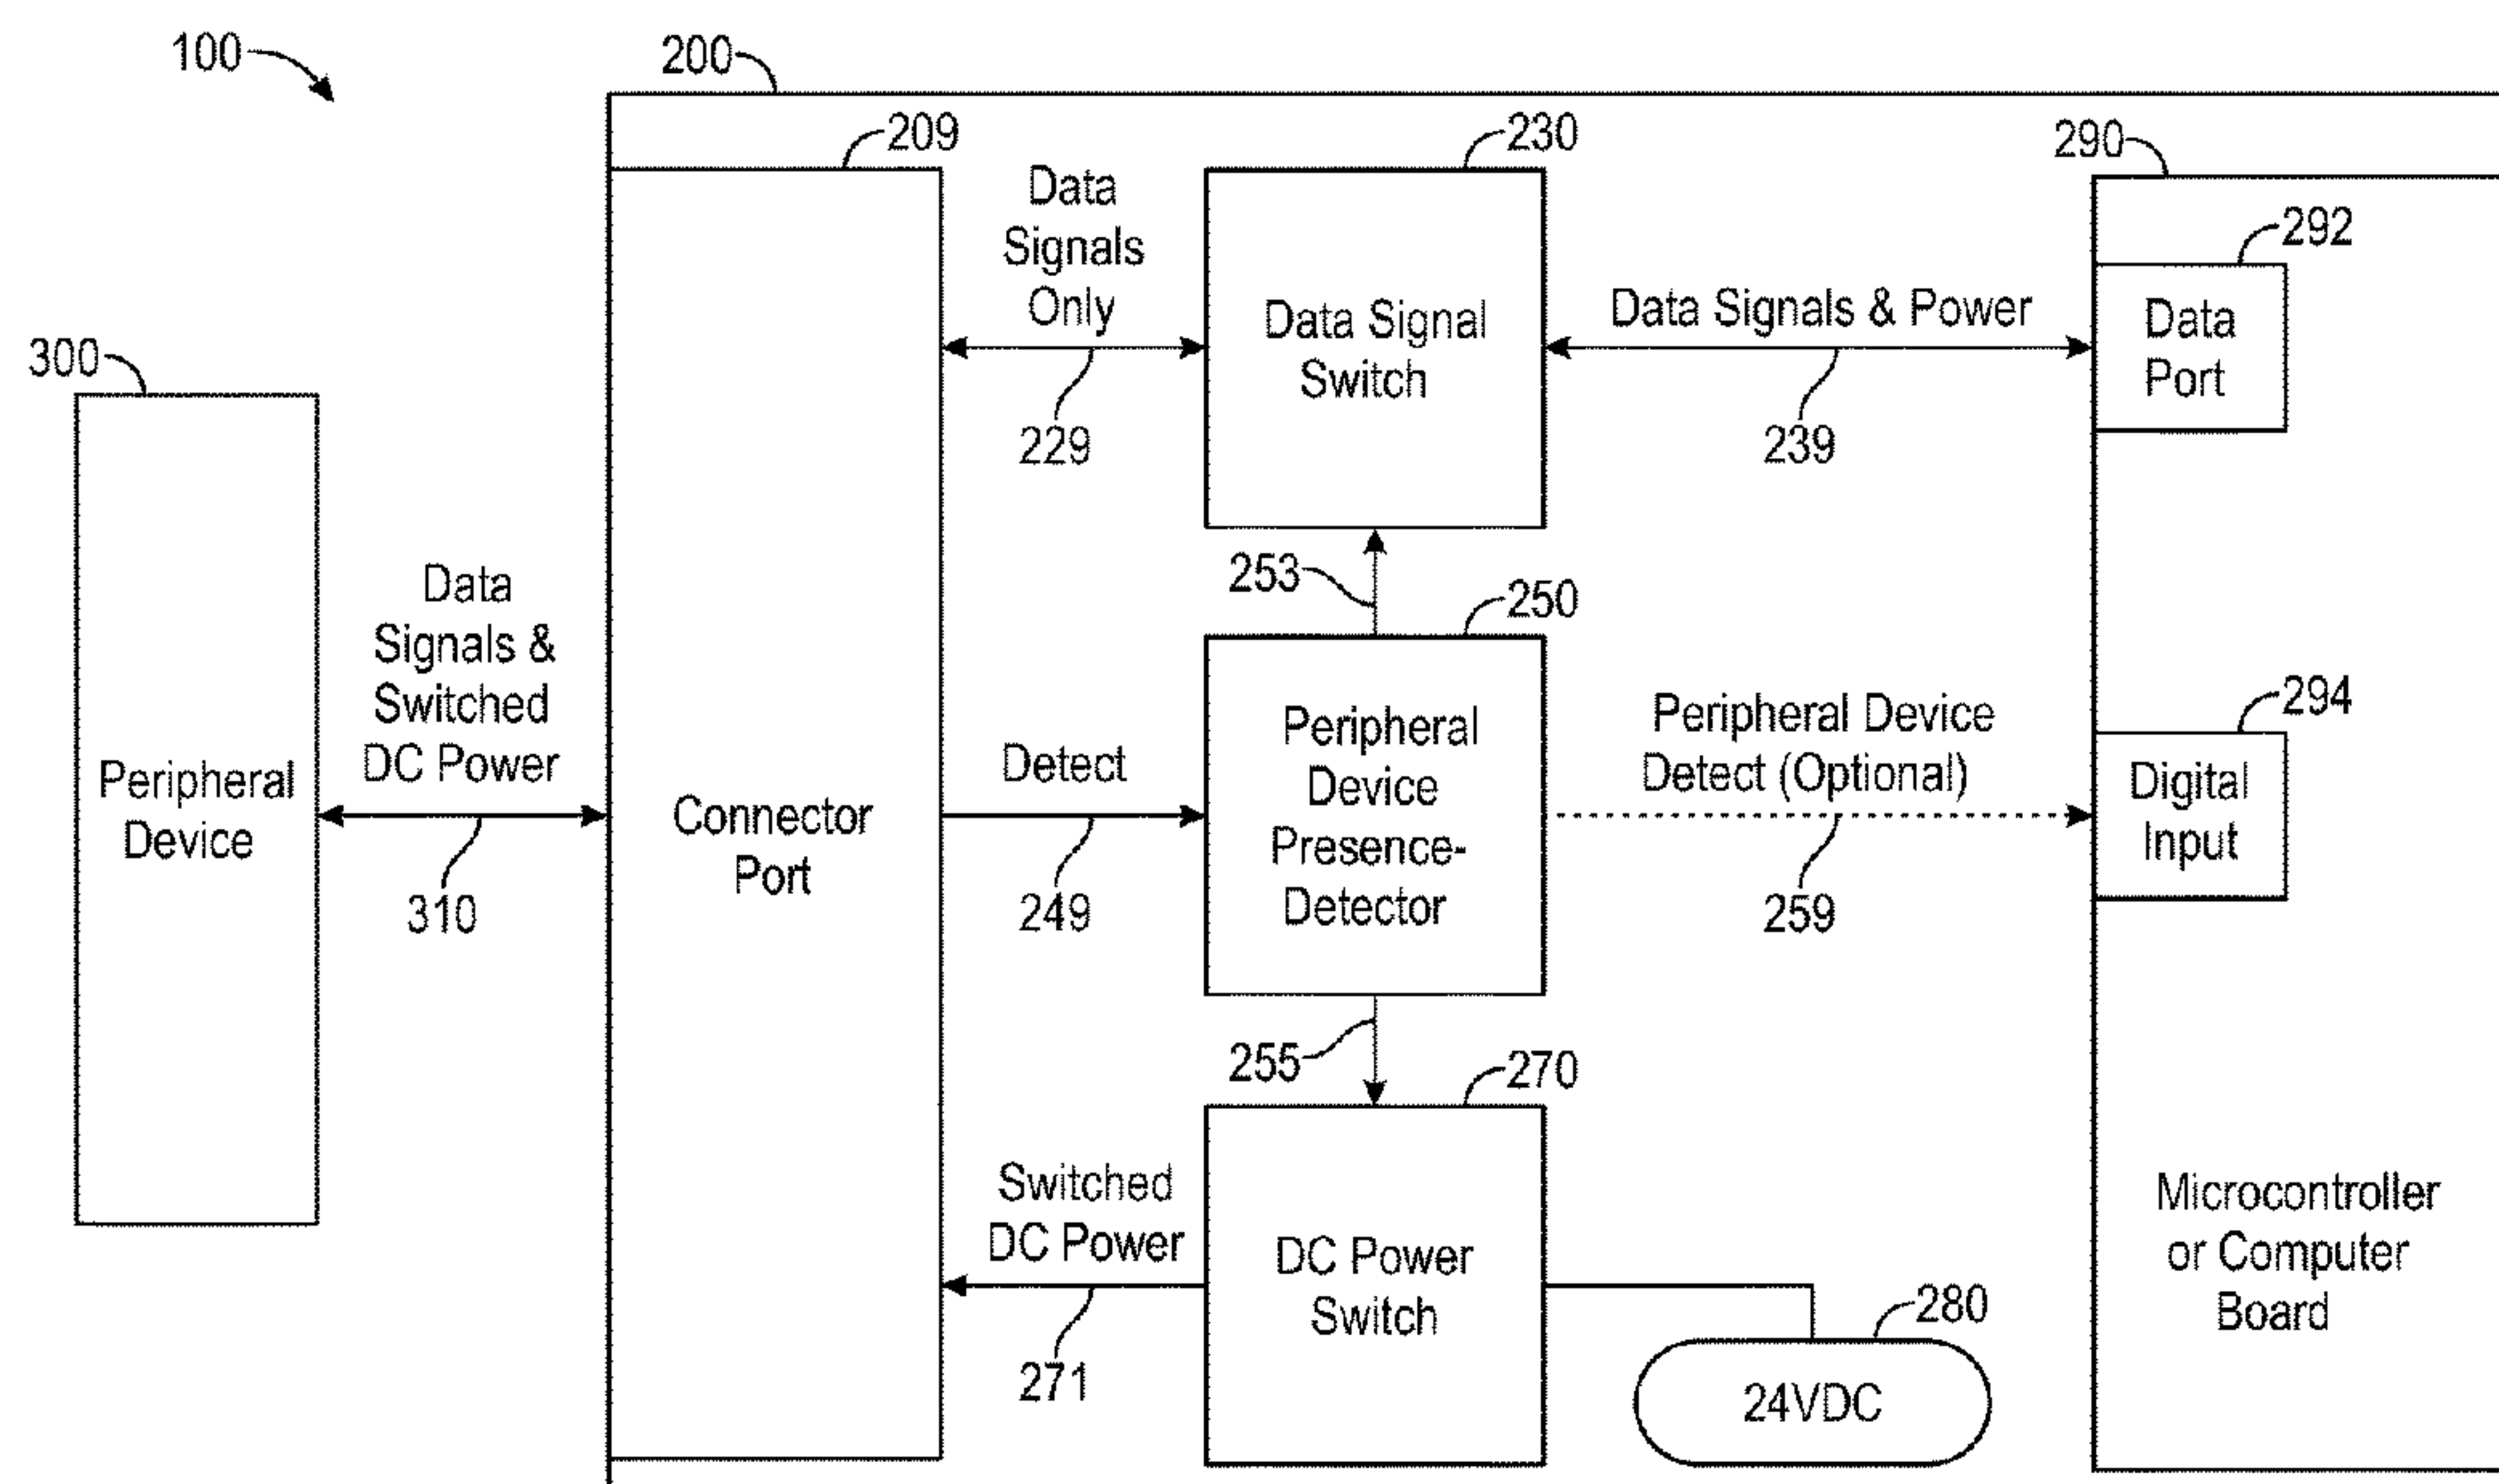 100
200
209
230
290
Data
Signals
Only
292
Data Signal
Switch
Data Signals & Power
Data
Port
300
229
239
Data
Signals &
Switched
DC Power
253
250
Peripheral
Device
310
Connector
Port
Detect
249
Peripheral
Device
Presence-
Detector
Peripheral Device
Detect (Optional)
259
294
Digital
Input
255
270
Switched
DC Power
271
DC Power
Switch
280
24VDC
Microcontroller
or Computer
Board